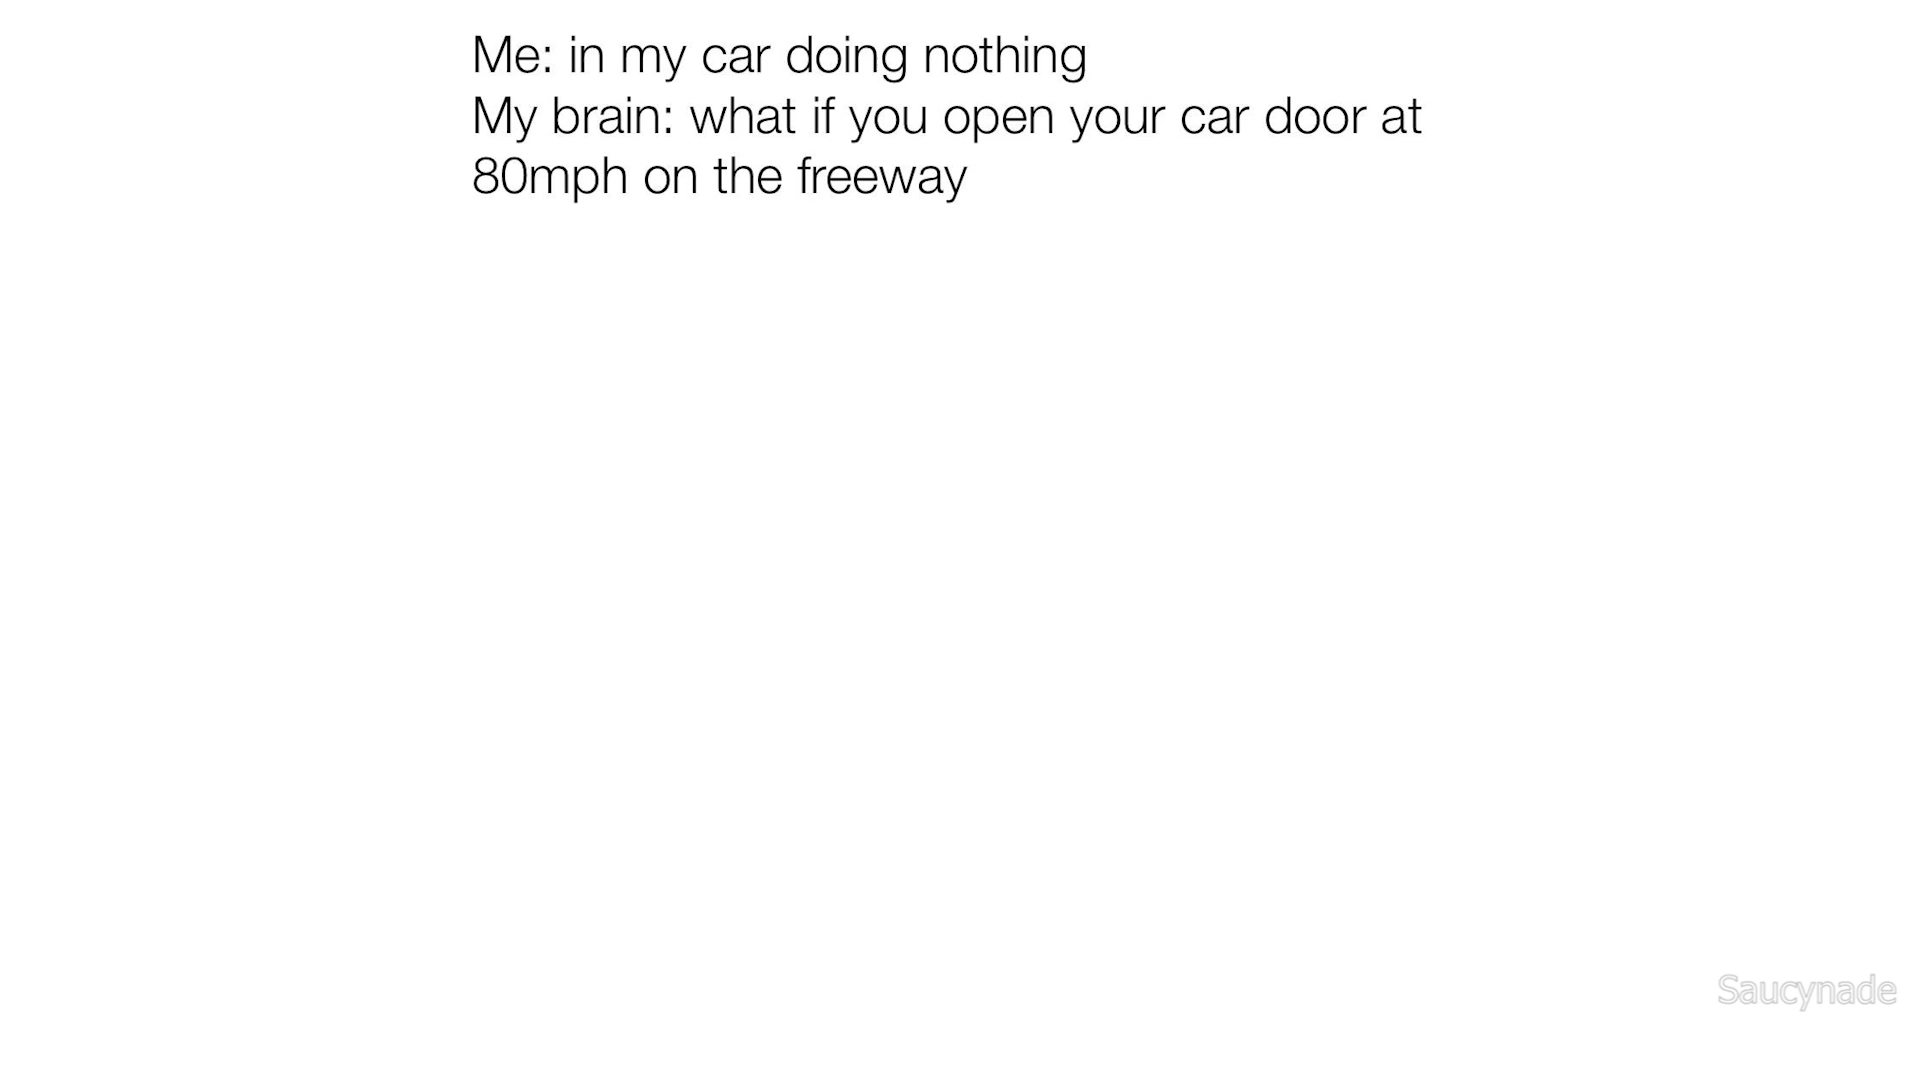 Me: in my car doing nothing
My brain: what if you open your car door at
80mph on the freeway
Saucynade